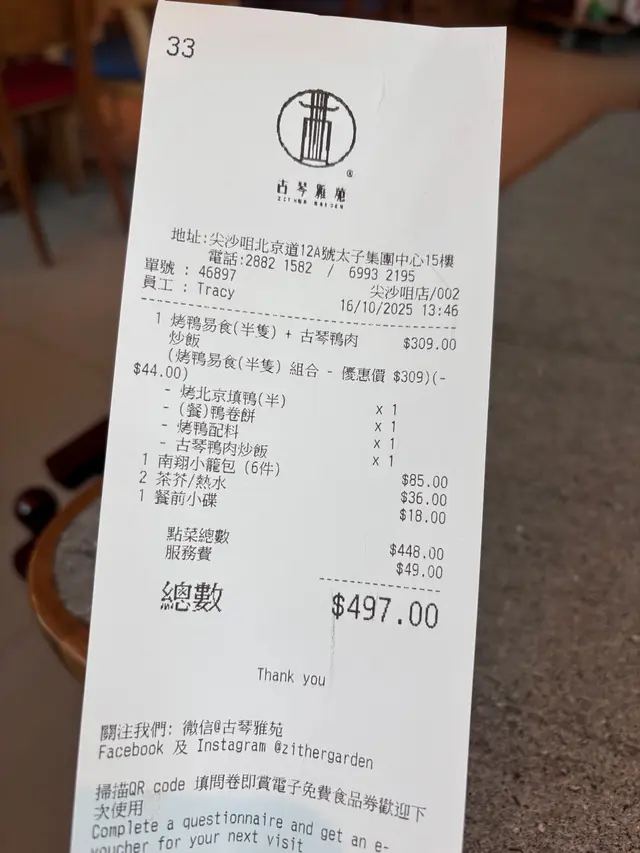 33
古琴雅苑
ZITHER GARDEN
地址:尖沙咀北京道12A號太子集團中心15樓
電話:2882 1582 / 6993 2195
單號 : 46897 尖沙咀店/002
員工 : Tracy 16/10/2025 13:46
1 烤鴨易食(半隻) + 古琴鴨肉 $309.00
炒飯
(烤鴨易食(半隻) 組合 - 優惠價 $309)(-
$44.00)
- 烤北京填鴨(半) x 1
- (餐)鴨卷餅 x 1
- 烤鴨配料 x 1
- 古琴鴨肉炒飯 x 1
1 南翔小籠包 (6件) $85.00
2 茶芥/熱水 $36.00
1 餐前小碟 $18.00
點菜總數 $448.00
服務費 $49.00
總數 $497.00
Thank you
關注我們: 微信@古琴雅苑
Facebook 及 Instagram @zithergarden
掃描QR code 填問卷即賞電子免費食品券歡迎下
次使用
Complete a questionnaire and get an e-
voucher for your next visit